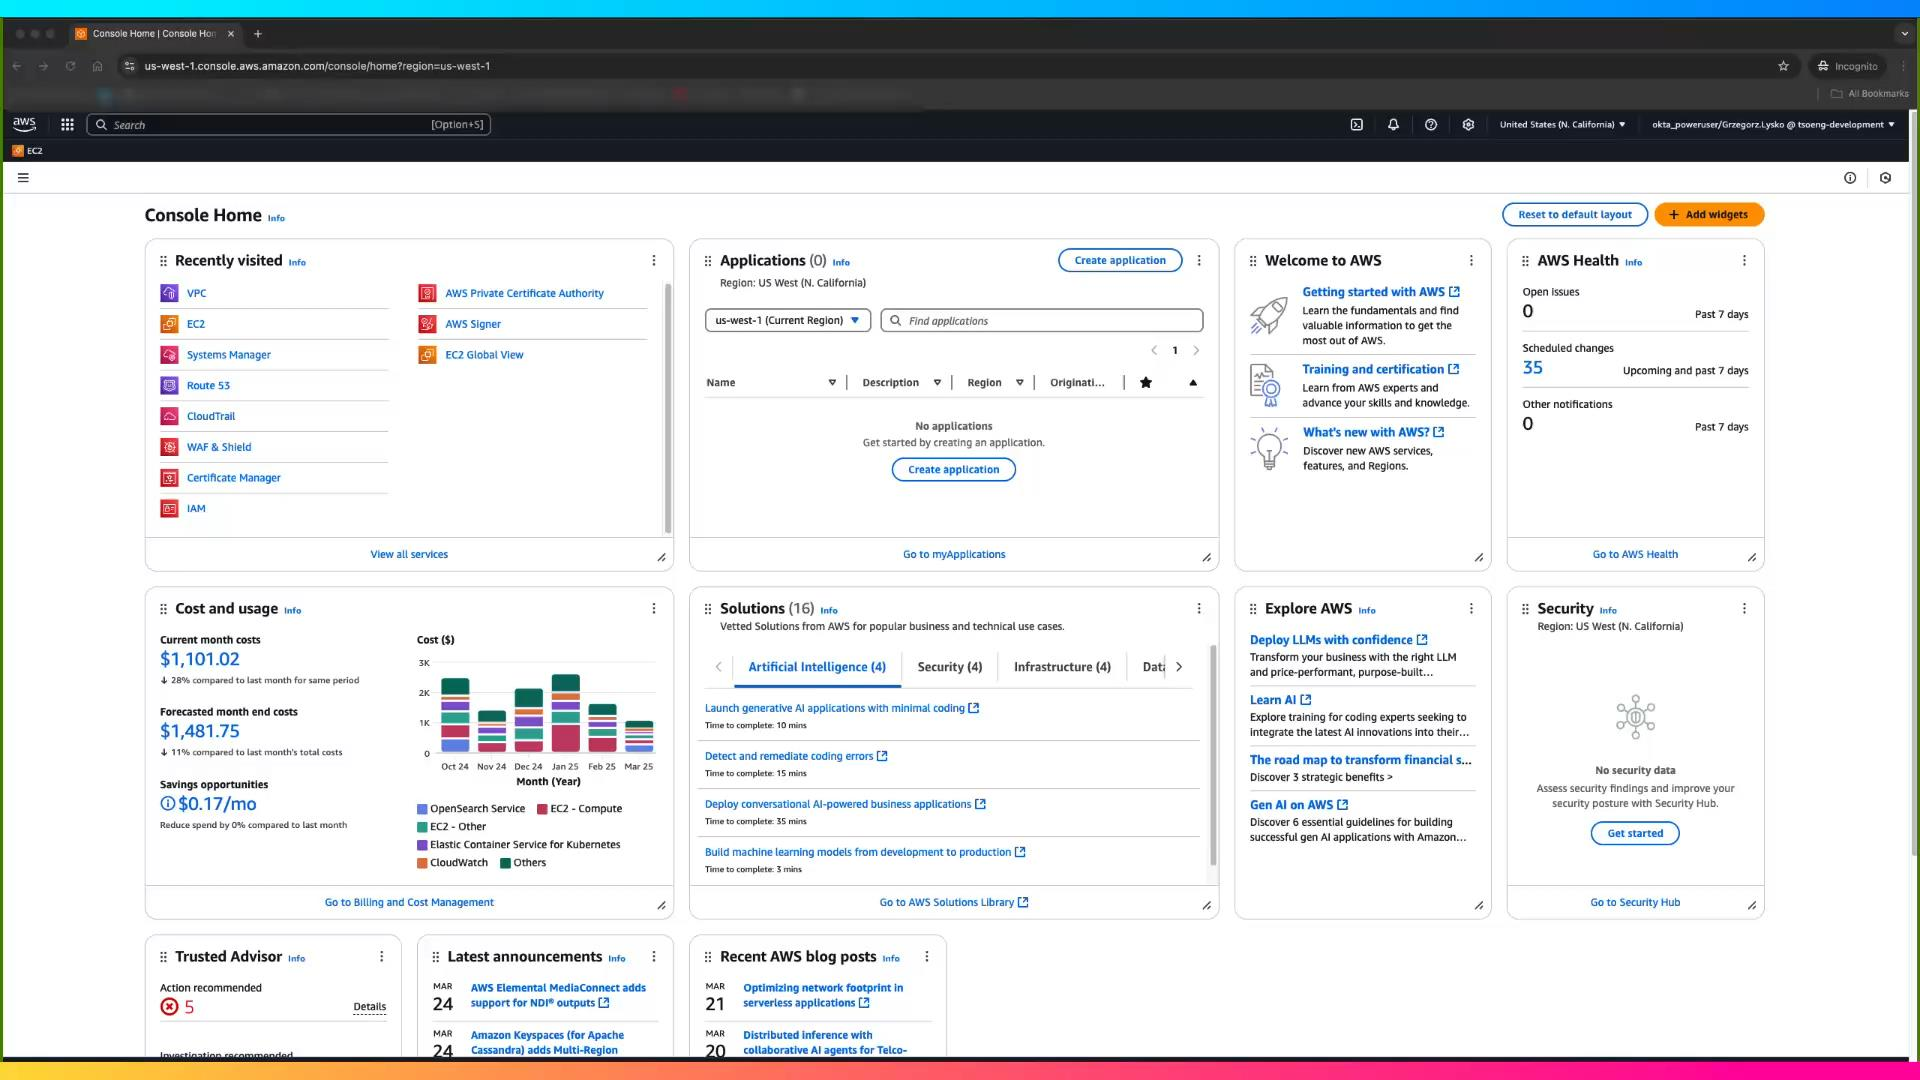 Console Home | Console Hom
us-west-1.console.aws.amazon.com/console/home?region=us-west-1
Incognito
All Bookmarks
aws
Search
[Option+S]
United States (N. California)
okta_poweruser/Grzegorz.Lysko @ tsoeng-development
EC2
Console Home Info
Reset to default layout
Add widgets
Recently visited Info
VPC
EC2
Systems Manager
Route 53
CloudTrail
WAF & Shield
Certificate Manager
IAM
AWS Private Certificate Authority
AWS Signer
EC2 Global View
View all services
Applications (0) Info
Region: US West (N. California)
Create application
us-west-1 (Current Region)
Find applications
1
Name
Description
Region
Originati...
No applications
Get started by creating an application.
Create application
Go to myApplications
Welcome to AWS
Getting started with AWS
Learn the fundamentals and find
valuable information to get the
most out of AWS.
Training and certification
Learn from AWS experts and
advance your skills and knowledge.
What's new with AWS?
Discover new AWS services,
features, and Regions.
AWS Health Info
Open issues
0
Past 7 days
Scheduled changes
35
Upcoming and past 7 days
Other notifications
0
Past 7 days
Go to AWS Health
Cost and usage Info
Current month costs
$1,101.02
28% compared to last month for same period
Forecasted month end costs
$1,481.75
11% compared to last month's total costs
Savings opportunities
$0.17/mo
Reduce spend by 0% compared to last month
Cost ($)
3K
2K
1K
0
Oct 24 Nov 24 Dec 24 Jan 25 Feb 25 Mar 25
Month (Year)
OpenSearch Service EC2 - Compute
EC2 - Other
Elastic Container Service for Kubernetes
CloudWatch Others
Go to Billing and Cost Management
Solutions (16) Info
Vetted Solutions from AWS for popular business and technical use cases.
Artificial Intelligence (4)
Security (4)
Infrastructure (4)
Data
Launch generative AI applications with minimal coding
Time to complete: 10 mins
Detect and remediate coding errors
Time to complete: 15 mins
Deploy conversational AI-powered business applications
Time to complete: 35 mins
Build machine learning models from development to production
Time to complete: 3 mins
Go to AWS Solutions Library
Explore AWS Info
Deploy LLMs with confidence
Transform your business with the right LLM
and price-performant, purpose-built...
Learn AI
Explore training for coding experts seeking to
integrate the latest AI innovations into their...
The road map to transform financial s...
Discover 3 strategic benefits >
Gen AI on AWS
Discover 6 essential guidelines for building
successful gen AI applications with Amazon...
Security Info
Region: US West (N. California)
No security data
Assess security findings and improve your
security posture with Security Hub.
Get started
Go to Security Hub
Trusted Advisor Info
Action recommended
5
Details
Investigation recommended
Latest announcements Info
MAR
24
AWS Elemental MediaConnect adds
support for NDI® outputs
MAR
24
Amazon Keyspaces (for Apache
Cassandra) adds Multi-Region
Recent AWS blog posts Info
MAR
21
Optimizing network footprint in
serverless applications
MAR
20
Distributed inference with
collaborative AI agents for Telco-